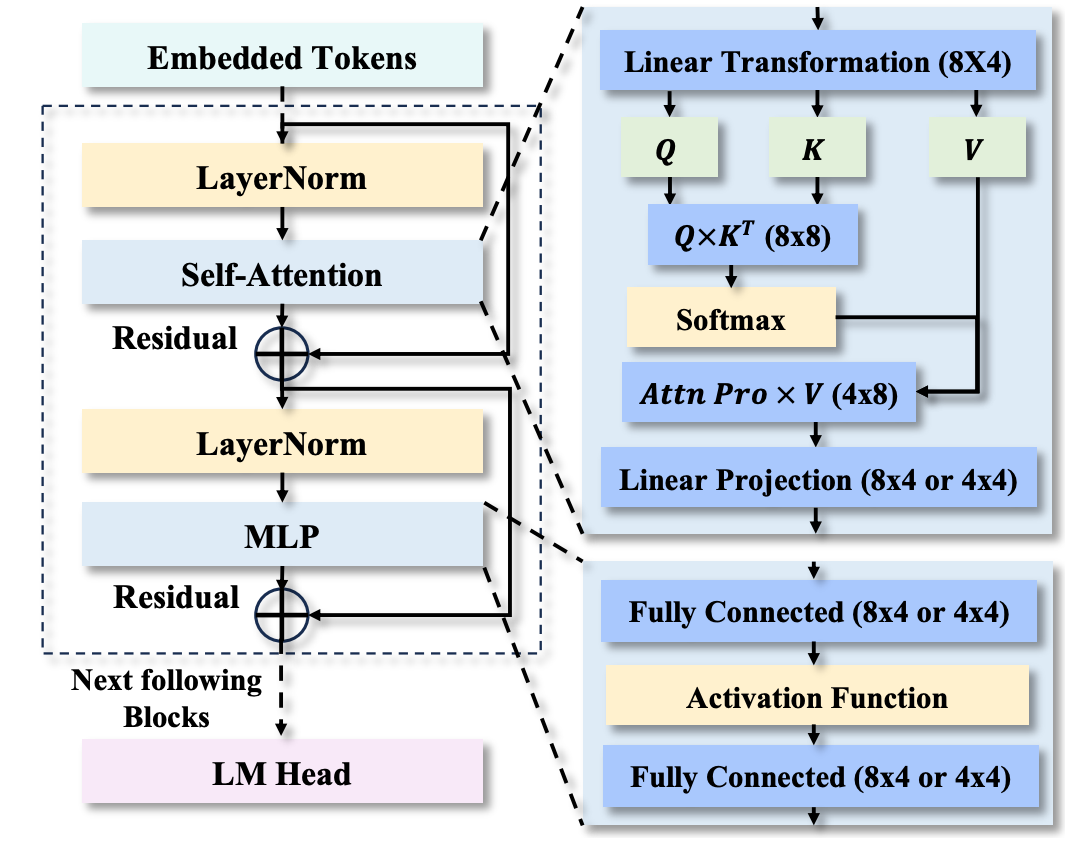 Embedded Tokens
LayerNorm
Self-Attention
Residual
LayerNorm
MLP
Residual
Next following
Blocks
LM Head
Linear Transformation (8X4)
Q
K
V
Q×Kᵀ (8x8)
Softmax
Attn Pro × V (4x8)
Linear Projection (8x4 or 4x4)
Fully Connected (8x4 or 4x4)
Activation Function
Fully Connected (8x4 or 4x4)